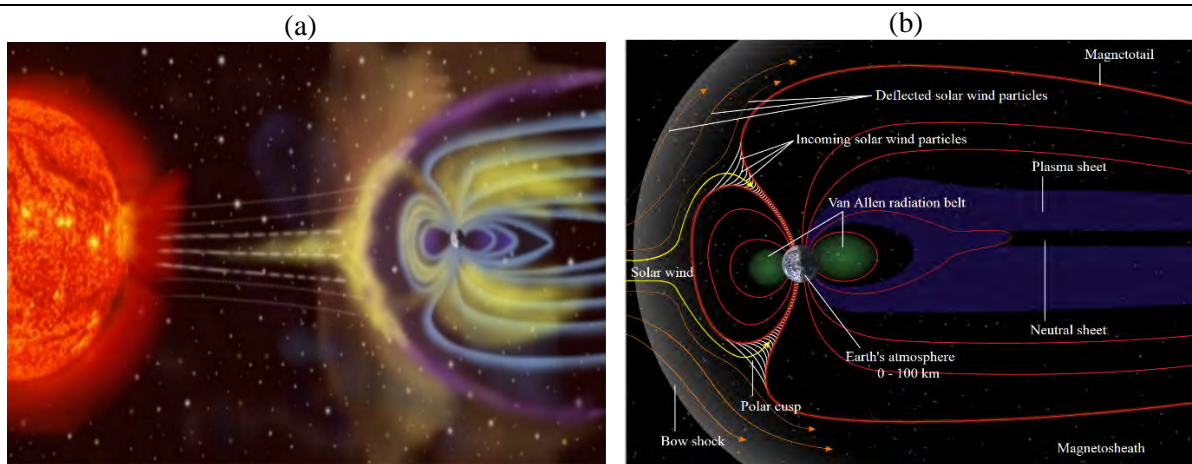 (a)
(b)
Magnetotail
Deflected solar wind particles
Incoming solar wind particles
Plasma sheet
Van Allen radiation belt
Solar wind
Neutral sheet
Earth's atmosphere
0 - 100 km
Polar cusp
Bow shock
Magnetosheath